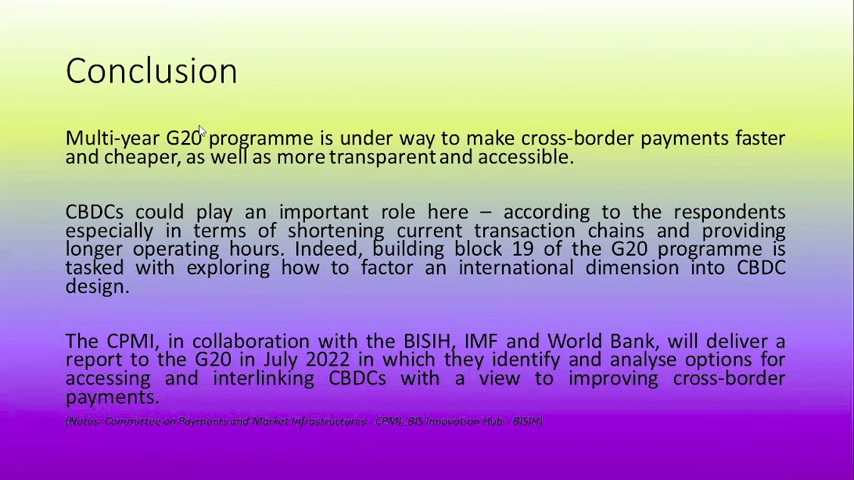 Conclusion
Multi-year G20 programme is under way to make cross-border payments faster
and cheaper, as well as more transparent and accessible.
CBDCs could play an important role here – according to the respondents
especially in terms of shortening current transaction chains and providing
longer operating hours. Indeed, building block 19 of the G20 programme is
tasked with exploring how to factor an international dimension into CBDC
design.
The CPMI, in collaboration with the BISIH, IMF and World Bank, will deliver a
report to the G20 in July 2022 in which they identify and analyse options for
accessing and interlinking CBDCs with a view to improving cross-border
payments.
(Notes: Committee on Payments and Market Infrastructures - CPMI, BIS Innovation Hub - BISIH)